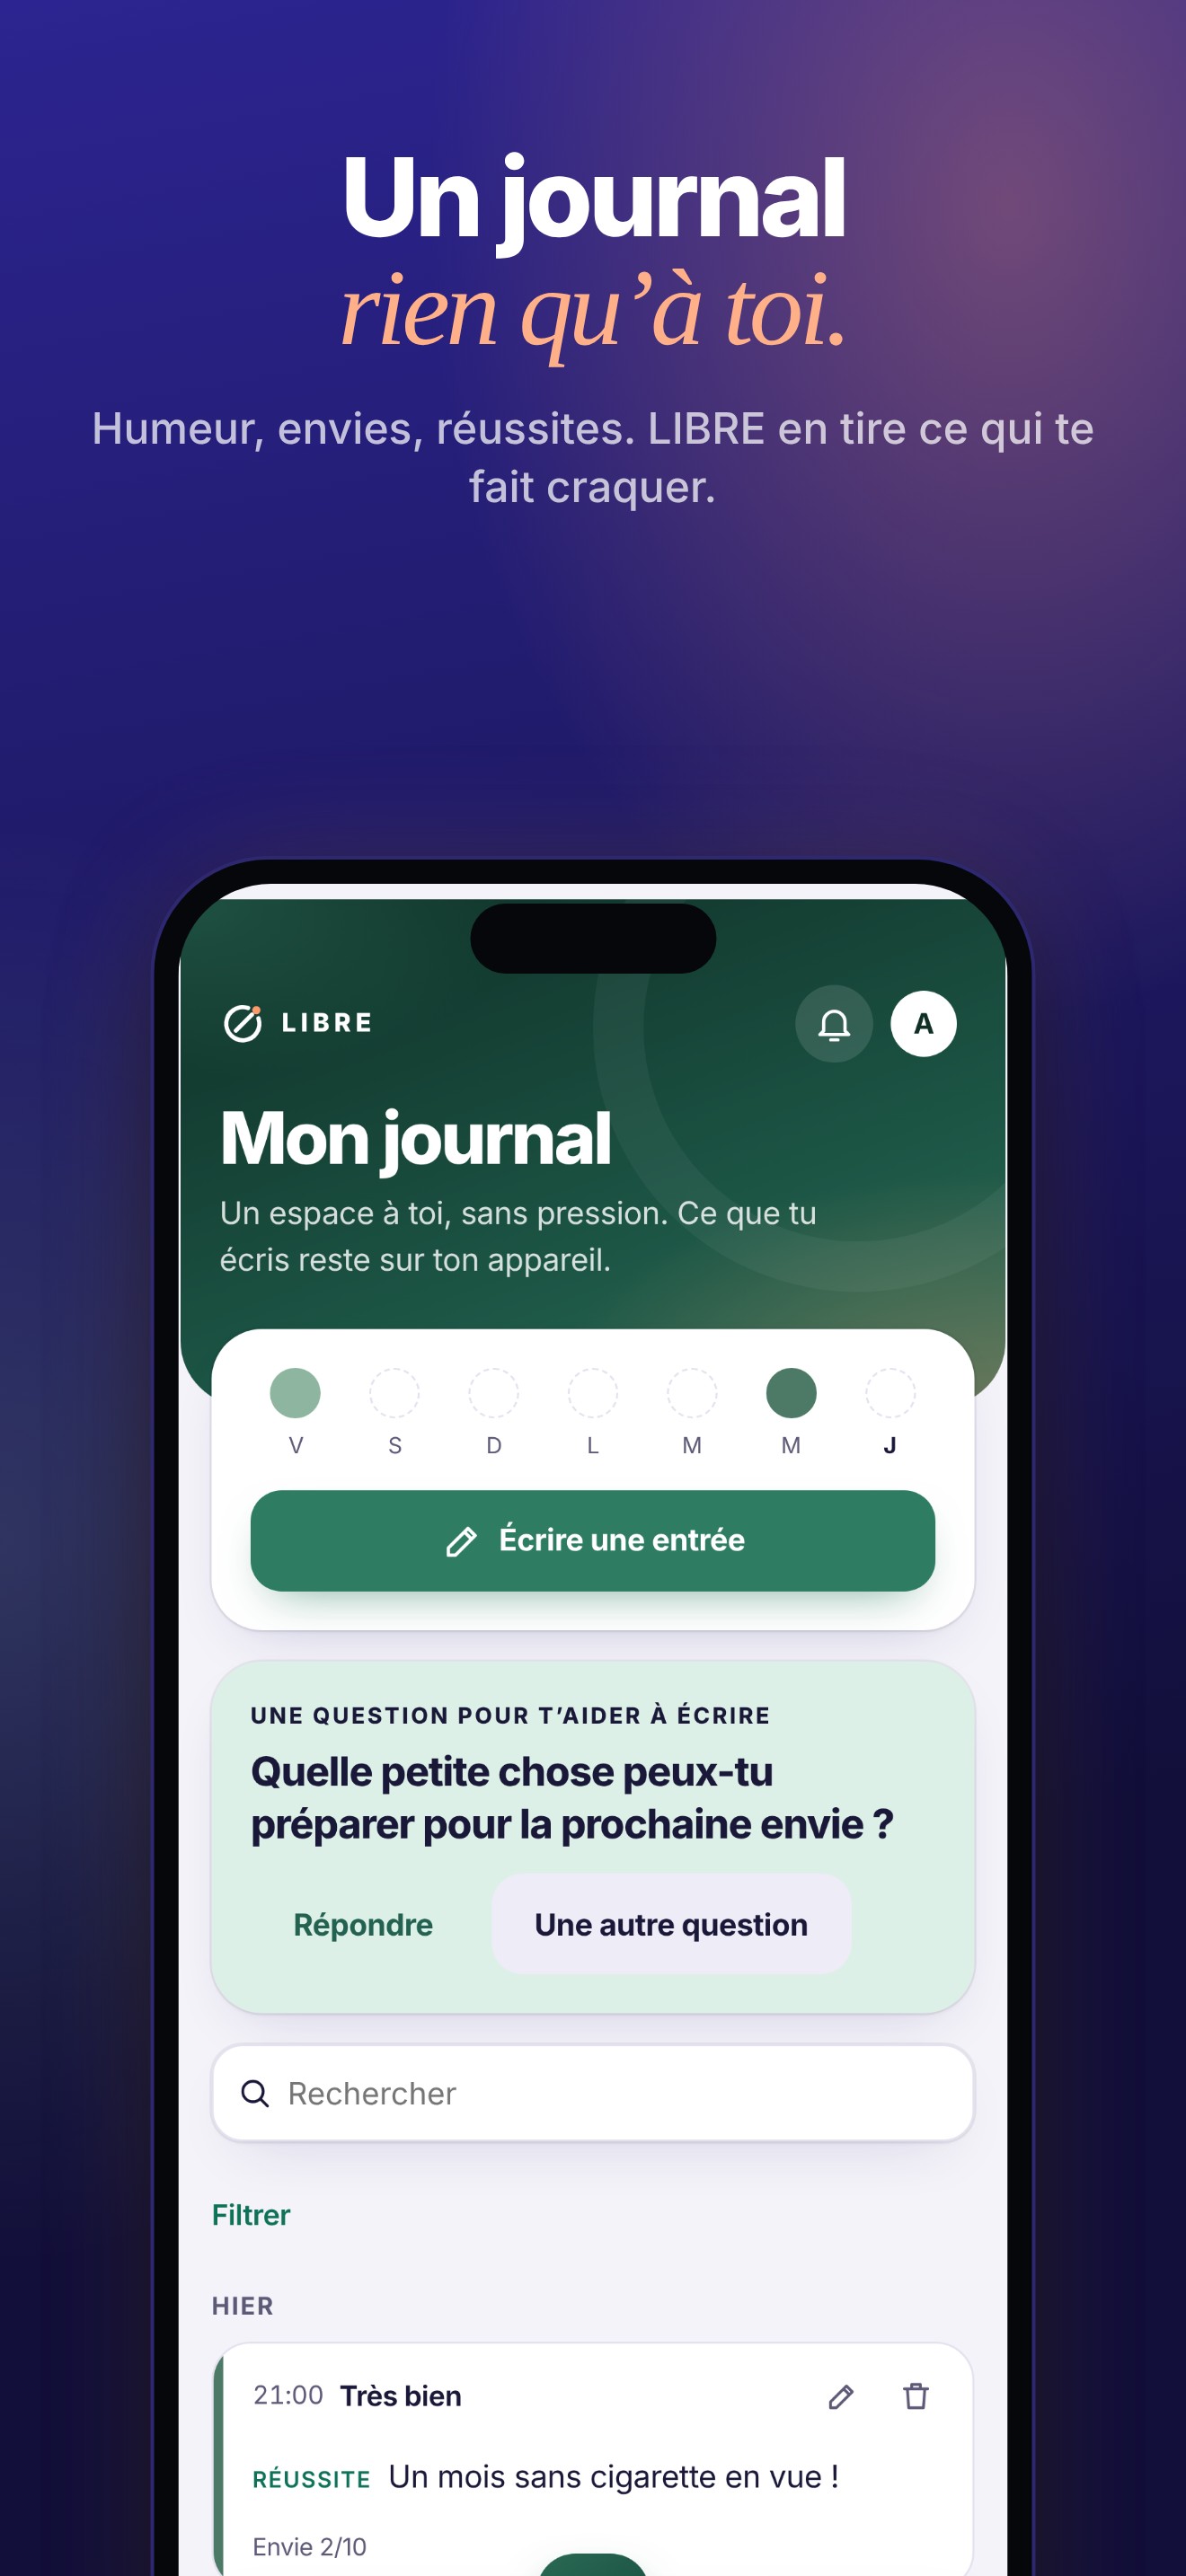 Un journal
rien qu’à toi.
Humeur, envies, réussites. LIBRE en tire ce qui te
fait craquer.
LIBRE
A
Mon journal
Un espace à toi, sans pression. Ce que tu
écris reste sur ton appareil.
V S D L M M J
Écrire une entrée
UNE QUESTION POUR T’AIDER À ÉCRIRE
Quelle petite chose peux-tu
préparer pour la prochaine envie ?
Répondre Une autre question
Rechercher
Filtrer
HIER
21:00 Très bien
RÉUSSITE Un mois sans cigarette en vue !
Envie 2/10